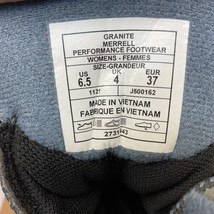 GRANITE
MERRELL
PERFORMANCE FOOTWEAR
WOMENS - FEMMES
SIZE-GRANDEUR
US UK EUR
6.5 4 37
J500162
MADE IN VIETNAM
FABRIQUE EN VIETNAM